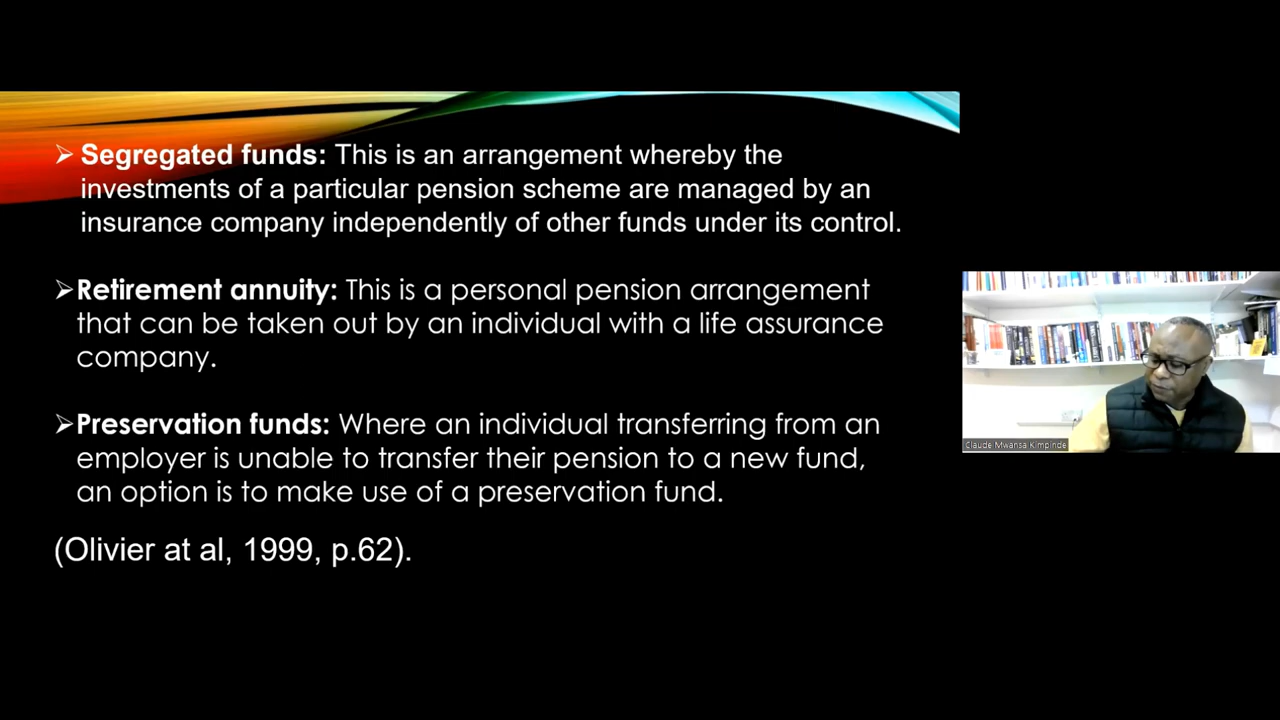 ➢ Segregated funds: This is an arrangement whereby the
investments of a particular pension scheme are managed by an
insurance company independently of other funds under its control.
➢ Retirement annuity: This is a personal pension arrangement
that can be taken out by an individual with a life assurance
company.
➢ Preservation funds: Where an individual transferring from an
employer is unable to transfer their pension to a new fund,
an option is to make use of a preservation fund.
(Olivier at al, 1999, p.62).
Claude Mwansa Kimpinde